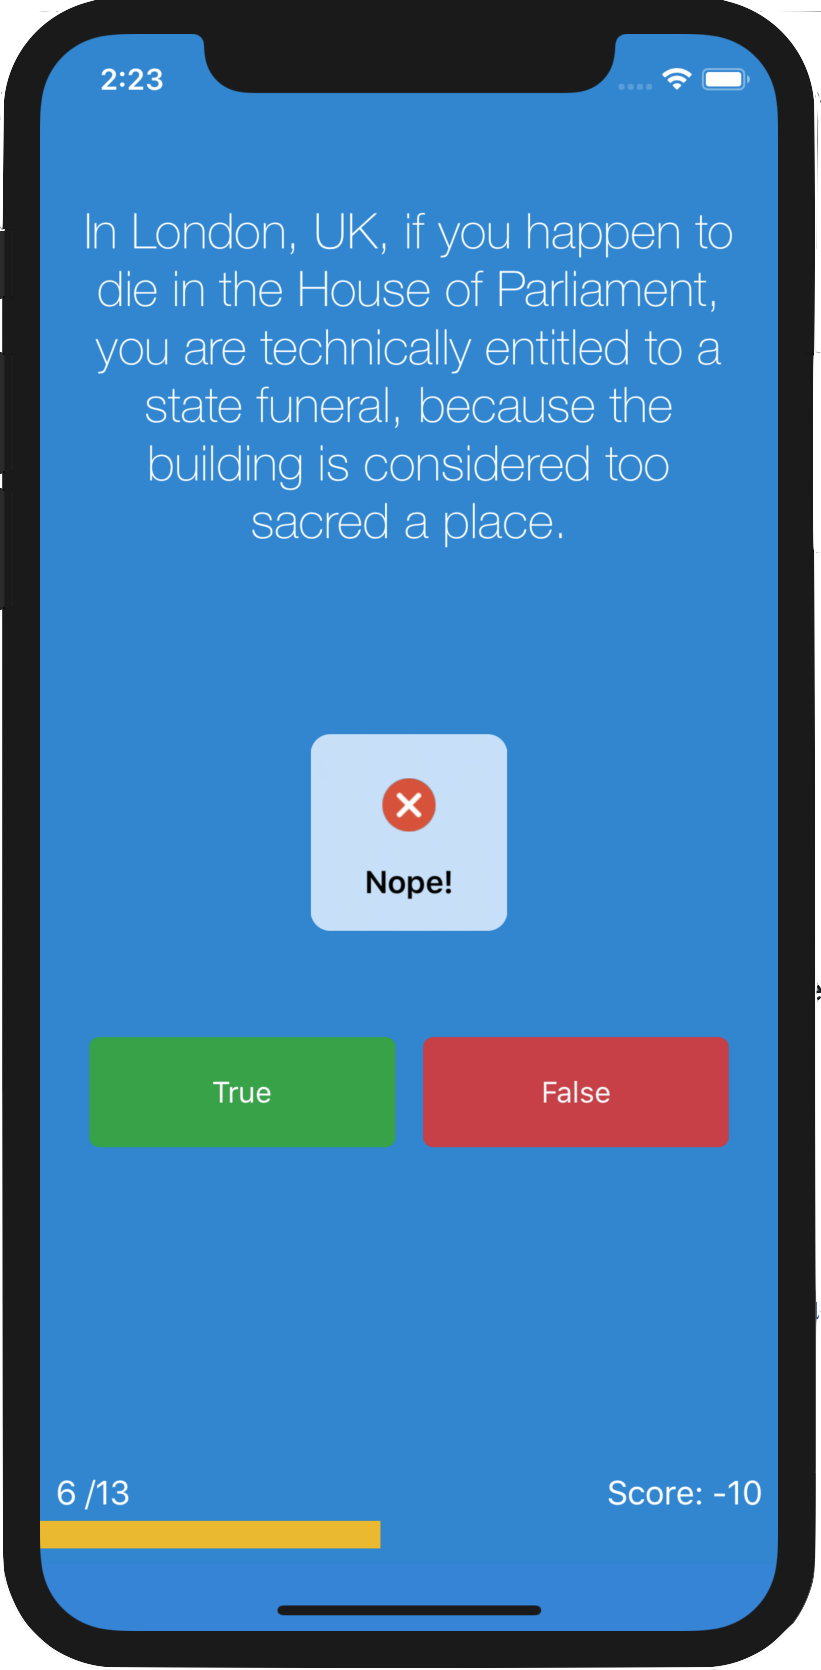 2:23
In London, UK, if you happen to
die in the House of Parliament,
you are technically entitled to a
state funeral, because the
building is considered too
sacred a place.
Nope!
True
False
6 /13
Score: -10